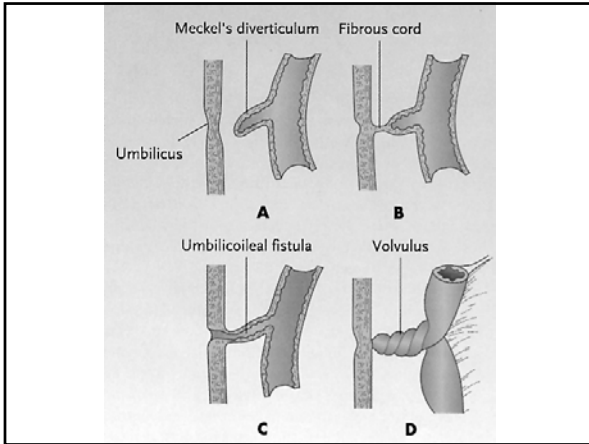 Meckel's diverticulum
Fibrous cord
Umbilicus
A
B
Umbilicoileal fistula
Volvulus
C
D